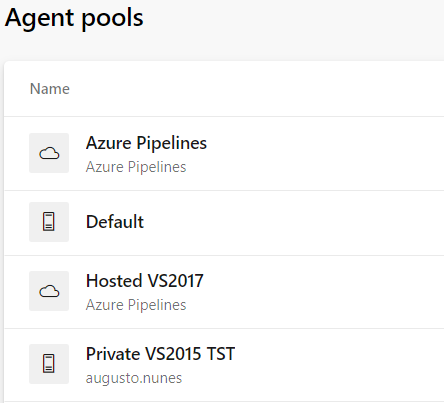 Agent pools
Name
Azure Pipelines
Azure Pipelines
Default
Hosted VS2017
Azure Pipelines
Private VS2015 TST
augusto.nunes